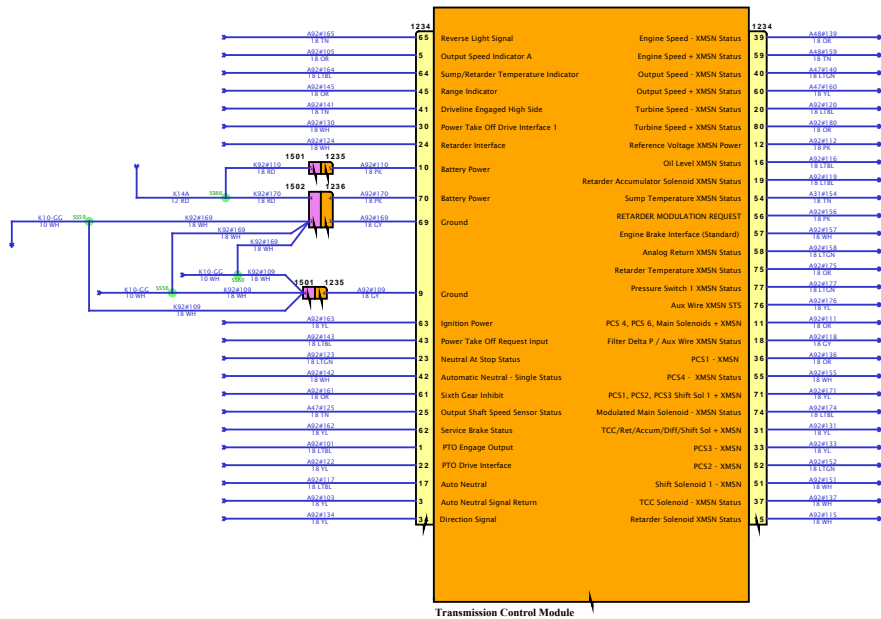 1234
A92#165
18 TN
65 Reverse Light Signal
A92#105
18 OR
5 Output Speed Indicator A
A92#164
18 LTBL
64 Sump/Retarder Temperature Indicator
A92#145
18 OR
45 Range Indicator
A92#141
18 TN
41 Driveline Engaged High Side
A92#130
18 WH
30 Power Take Off Drive Interface 1
A92#124
18 WH
24 Retarder Interface
1501 1235
K92#110
18 RD
A92#110
18 PK
10 Battery Power
1502 1236
K14A
12 RD
K92#170
18 RD
A92#170
18 PK
70 Battery Power
K10-GG
10 WH
K92#169
18 WH
A92#169
18 GY
69 Ground
K92#169
18 WH
K92#169
18 WH
K10-GG
10 WH
K92#109
18 WH
1501 1235
K10-GG
10 WH
K92#109
18 WH
A92#109
18 GY
9 Ground
K92#109
18 WH
A92#163
18 YL
63 Ignition Power
A92#143
18 LTBL
43 Power Take Off Request Input
A92#123
18 LTGN
23 Neutral At Stop Status
A92#142
18 WH
42 Automatic Neutral - Single Status
A92#161
18 OR
61 Sixth Gear Inhibit
A47#125
18 TN
25 Output Shaft Speed Sensor Status
A92#162
18 YL
62 Service Brake Status
A92#101
18 LTBL
1 PTO Engage Output
A92#122
18 YL
22 PTO Drive Interface
A92#117
18 LTBL
17 Auto Neutral
A92#103
18 YL
3 Auto Neutral Signal Return
A92#134
18 YL
34 Direction Signal
1234
Engine Speed - XMSN Status 39
A48#139
18 OR
Engine Speed + XMSN Status 59
A48#159
18 TN
Output Speed - XMSN Status 40
A47#140
18 LTGN
Output Speed + XMSN Status 60
A47#160
18 YL
Turbine Speed - XMSN Status 20
A92#120
18 LTBL
Turbine Speed + XMSN Status 80
A92#180
18 OR
Reference Voltage XMSN Power 12
A92#112
18 PK
Oil Level XMSN Status 16
A92#116
18 LTBL
Retarder Accumulator Solenoid XMSN Status 19
A92#119
18 LTBL
Sump Temperature XMSN Status 54
A31#154
18 TN
RETARDER MODULATION REQUEST 56
A92#156
18 PK
Engine Brake Interface (Standard) 57
A92#157
18 WH
Analog Return XMSN Status 58
A92#158
18 LTGN
Retarder Temperature XMSN Status 75
A92#175
18 OR
Pressure Switch 1 XMSN Status 77
A92#177
18 LTGN
Aux Wire XMSN STS 76
A92#176
18 YL
PCS 4, PCS 6, Main Solenoids + XMSN 11
A92#111
18 OR
Filter Delta P / Aux Wire XMSN Status 18
A92#118
18 GY
PCS1 - XMSN 36
A92#136
18 OR
PCS4 - XMSN Status 55
A92#155
18 WH
PCS1, PCS2, PCS3 Shift Sol 1 + XMSN 71
A92#171
18 YL
Modulated Main Solenoid - XMSN Status 74
A92#174
18 LTBL
TCC/Ret/Accum/Diff/Shift Sol + XMSN 31
A92#131
18 YL
PCS3 - XMSN 33
A92#133
18 YL
PCS2 - XMSN 52
A92#152
18 LTGN
Shift Solenoid 1 - XMSN 51
A92#151
18 WH
TCC Solenoid - XMSN Status 37
A92#137
18 WH
Retarder Solenoid XMSN Status 15
A92#115
18 WH
Transmission Control Module